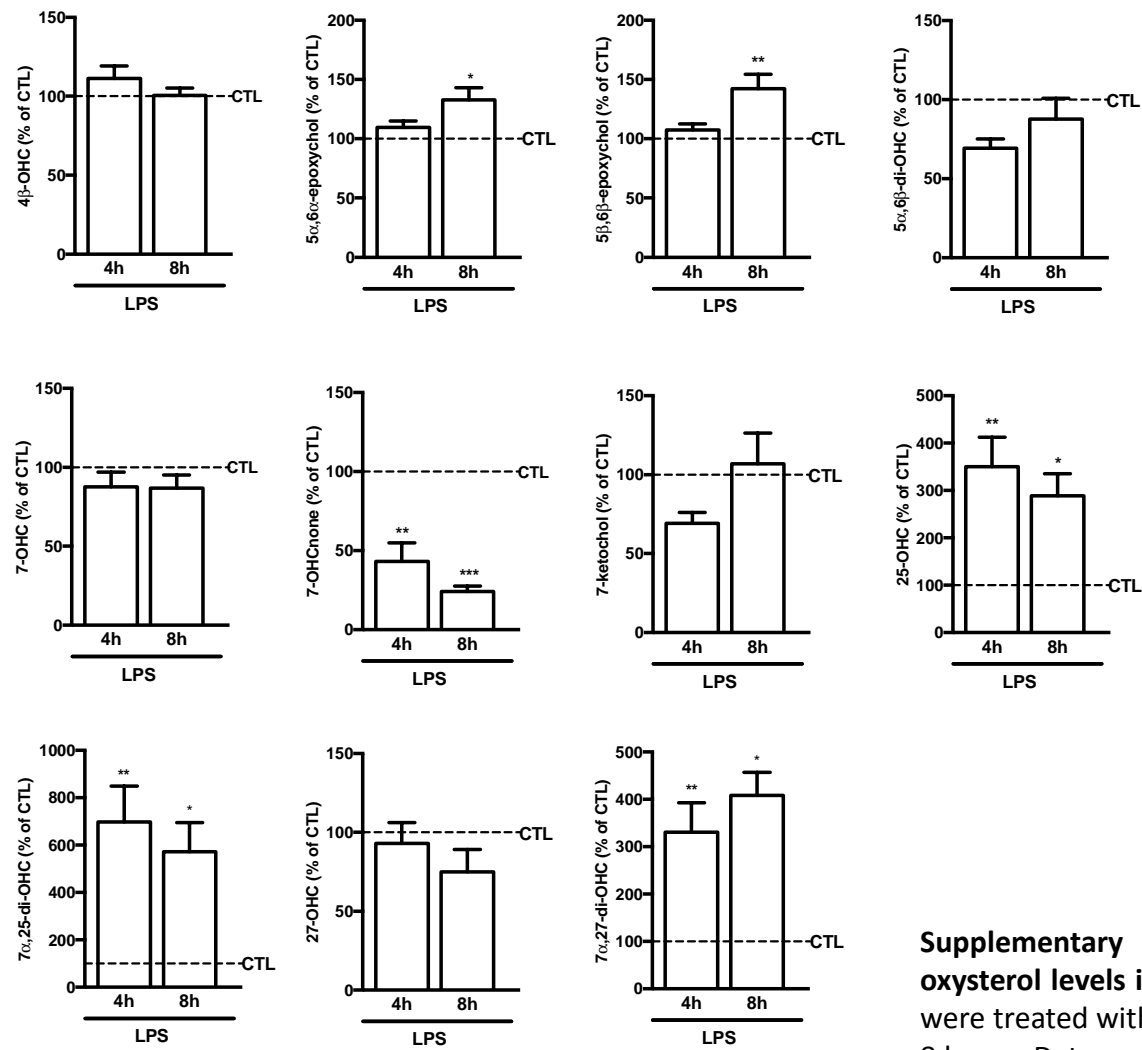 4β-OHC (% of CTL)
150
100
50
0
CTL
4h 8h
LPS
5α,6α-epoxychol (% of CTL)
200
150
100
50
0
*
CTL
4h 8h
LPS
5β,6β-epoxychol (% of CTL)
200
150
100
50
0
**
CTL
4h 8h
LPS
5α,6β-di-OHC (% of CTL)
150
100
50
0
CTL
4h 8h
LPS
7-OHC (% of CTL)
150
100
50
0
CTL
4h 8h
LPS
7-OHCnone (% of CTL)
150
100
50
0
CTL
** ***
4h 8h
LPS
7-ketochol (% of CTL)
150
100
50
0
CTL
4h 8h
LPS
25-OHC (% of CTL)
500
400
300
200
100
0
** *
CTL
4h 8h
LPS
7α,25-di-OHC (% of CTL)
1000
800
600
400
200
0
** *
CTL
4h 8h
LPS
27-OHC (% of CTL)
150
100
50
0
CTL
4h 8h
LPS
7α,27-di-OHC (% of CTL)
500
400
300
200
100
0
** *
CTL
4h 8h
LPS
Supplementary
oxysterol levels i
were treated with